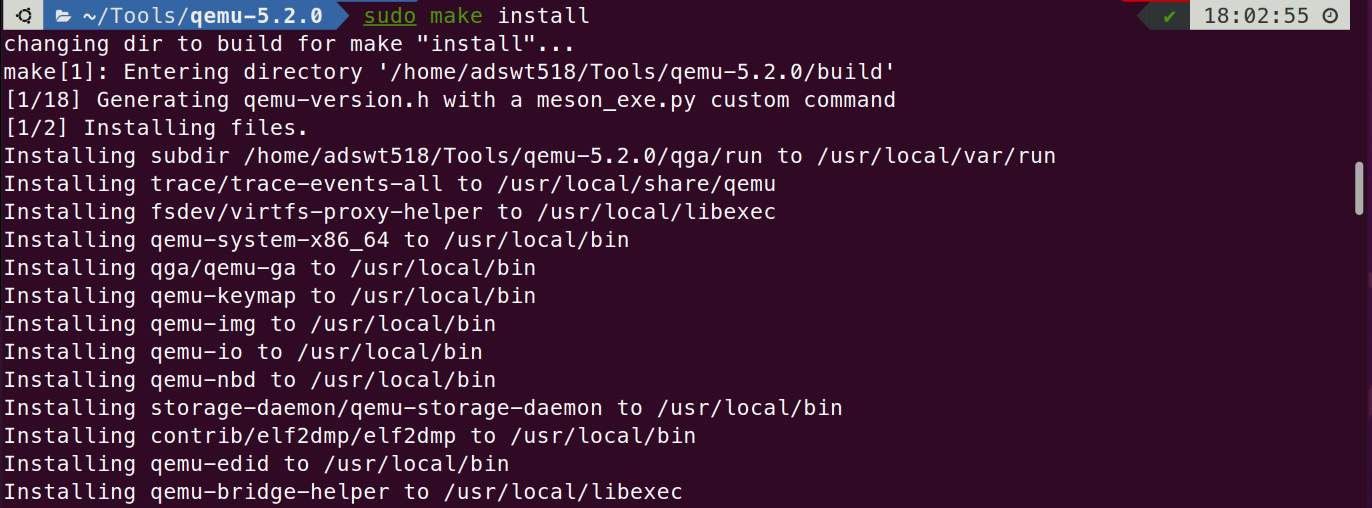 ~/Tools/qemu-5.2.0 sudo make install ✔ 18:02:55
changing dir to build for make "install"...
make[1]: Entering directory '/home/adswt518/Tools/qemu-5.2.0/build'
[1/18] Generating qemu-version.h with a meson_exe.py custom command
[1/2] Installing files.
Installing subdir /home/adswt518/Tools/qemu-5.2.0/qga/run to /usr/local/var/run
Installing trace/trace-events-all to /usr/local/share/qemu
Installing fsdev/virtfs-proxy-helper to /usr/local/libexec
Installing qemu-system-x86_64 to /usr/local/bin
Installing qga/qemu-ga to /usr/local/bin
Installing qemu-keymap to /usr/local/bin
Installing qemu-img to /usr/local/bin
Installing qemu-io to /usr/local/bin
Installing qemu-nbd to /usr/local/bin
Installing storage-daemon/qemu-storage-daemon to /usr/local/bin
Installing contrib/elf2dmp/elf2dmp to /usr/local/bin
Installing qemu-edid to /usr/local/bin
Installing qemu-bridge-helper to /usr/local/libexec